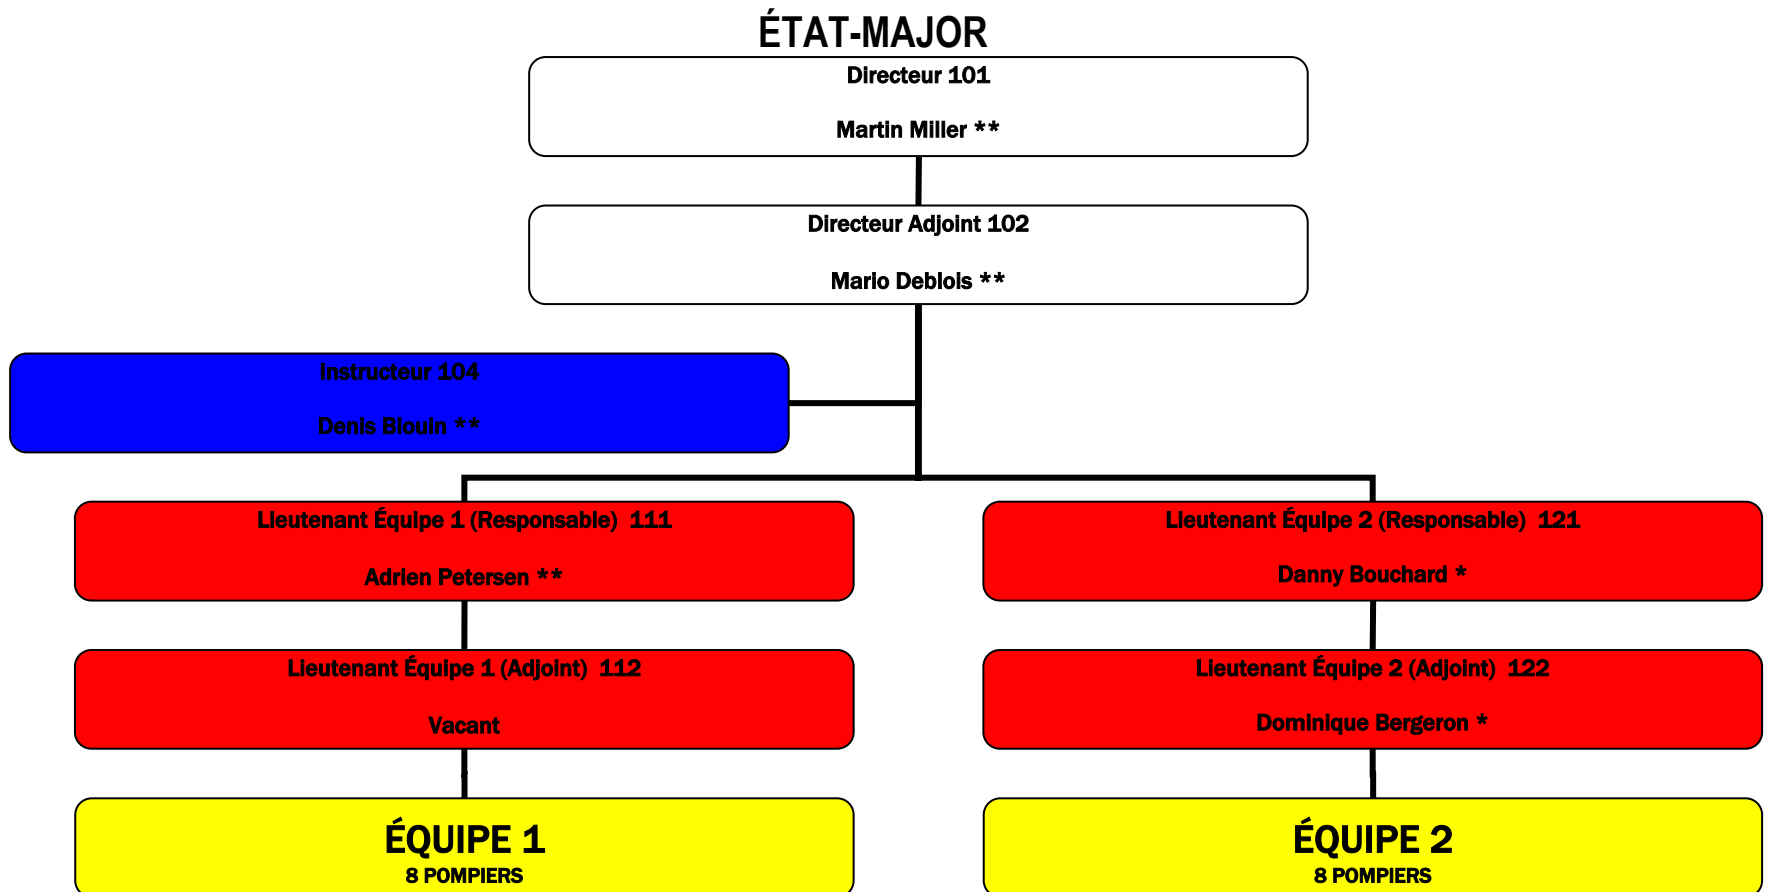 ÉTAT-MAJOR
Directeur 101
Martin Miller **
Directeur Adjoint 102
Mario Deblois **
Instructeur 104
Denis Blouin **
Lieutenant Équipe 1 (Responsable) 111
Adrien Petersen **
Lieutenant Équipe 2 (Responsable) 121
Danny Bouchard *
Lieutenant Équipe 1 (Adjoint) 112
Vacant
Lieutenant Équipe 2 (Adjoint) 122
Dominique Bergeron *
ÉQUIPE 1
8 POMPIERS
ÉQUIPE 2
8 POMPIERS